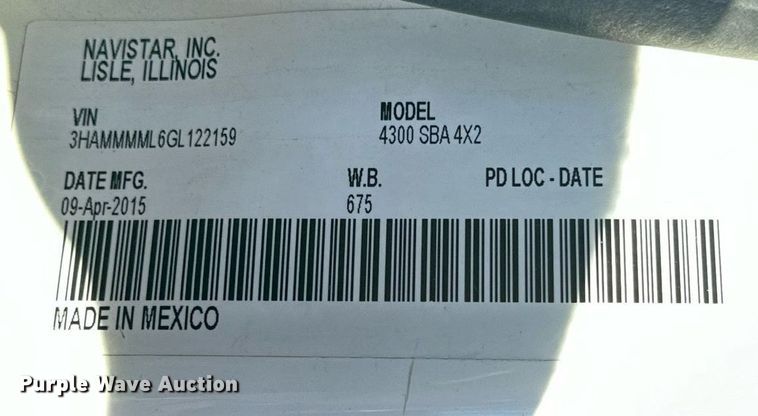 NAVISTAR, INC.
LISLE, ILLINOIS
VIN MODEL
3HAMMMML6GL122159 4300 SBA 4X2
DATE MFG. W.B. PD LOC - DATE
09-Apr-2015 675
MADE IN MEXICO
Purple Wave Auction